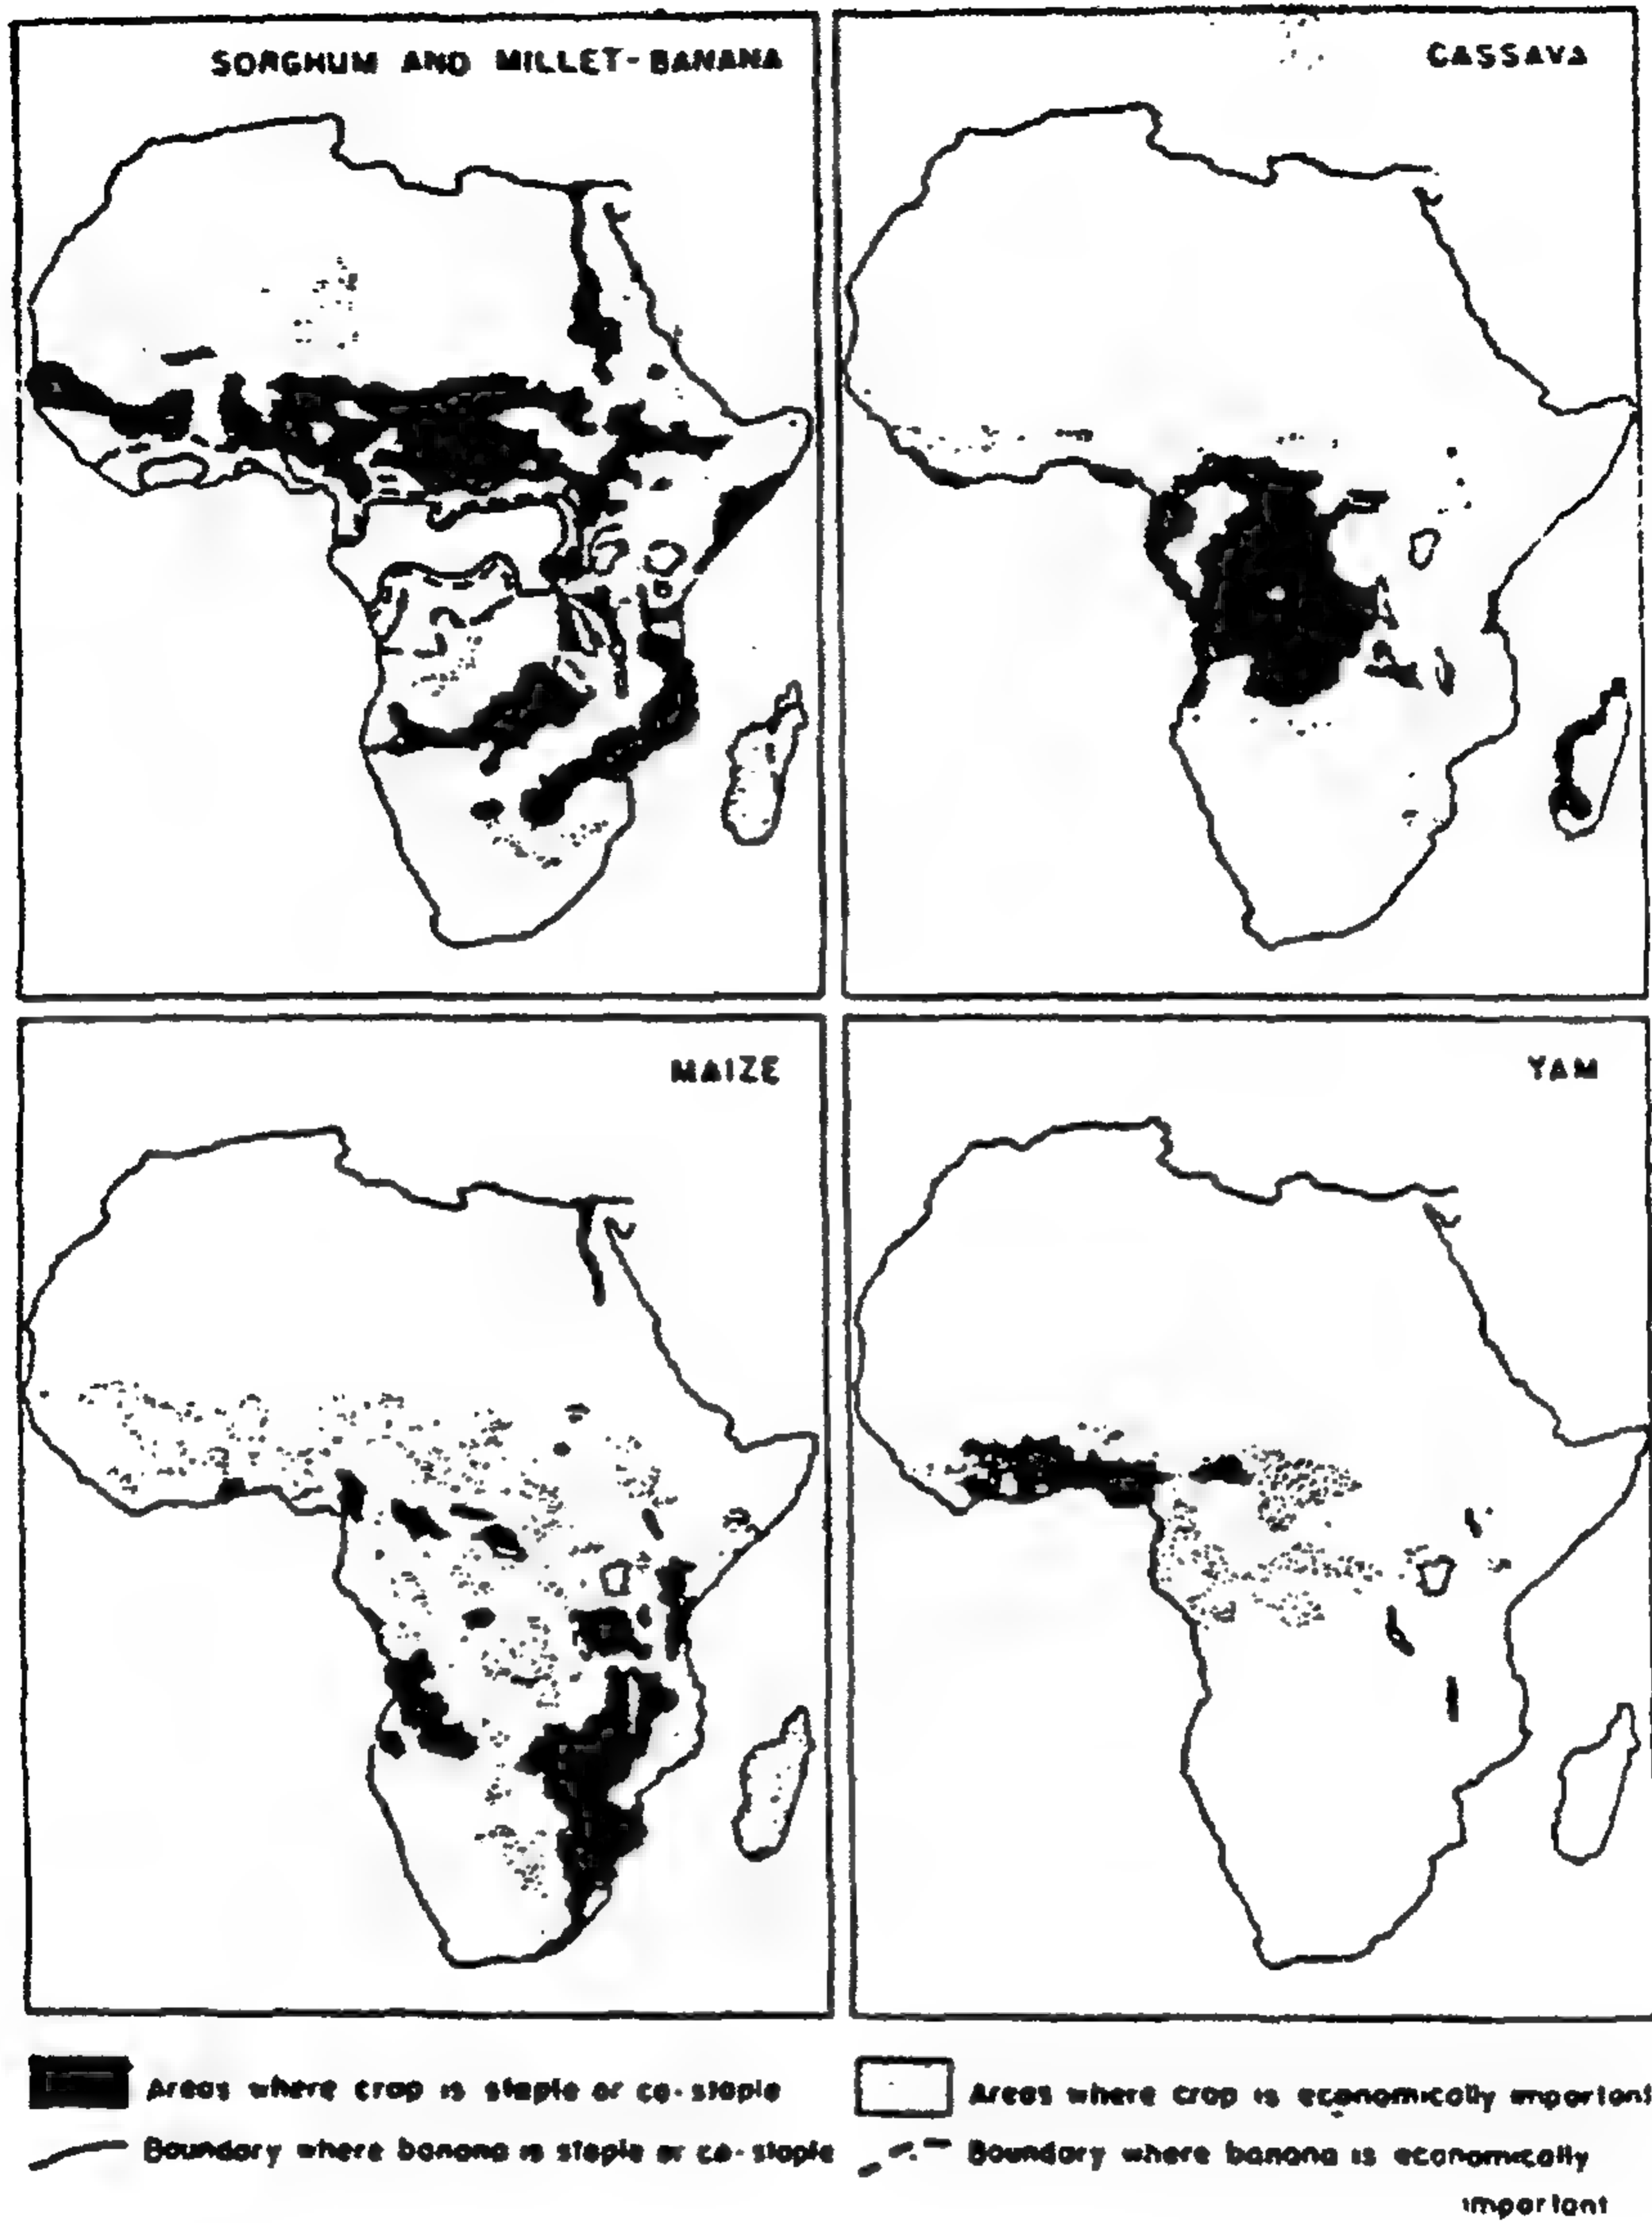 SORGHUM AND MILLET-BANANA
CASSAVA
MAIZE
YAM
Areas where crop is staple or co-staple
Areas where crop is economically important
Boundary where banana is staple or co-staple
Boundary where banana is economically
important